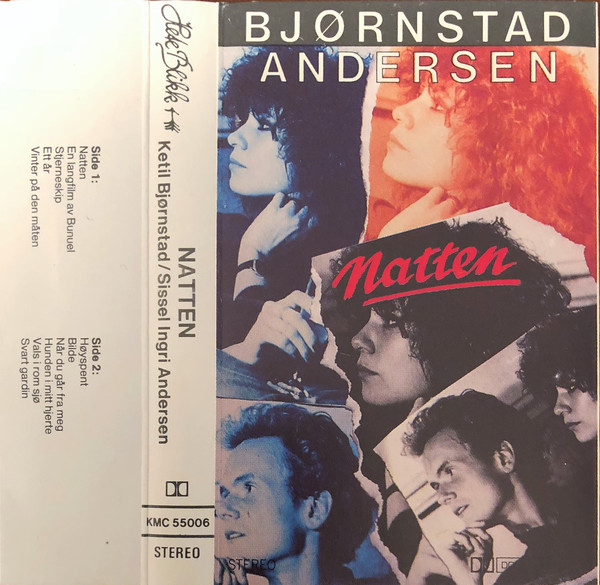 Side 1:
Natten
En langfilm av Bunuel
Stjerneskip
Ett år
Vinter på den måten
Side 2:
Høyspent
Bilde
Når du går fra meg
Hunden i mitt hjerte
Vals i rom sjø
Svart gardin
NATTEN
Ketil Bjørnstad/Sissel Ingri Andersen
KMC 55006
STEREO
BJØRNSTAD
ANDERSEN
Natten
STEREO